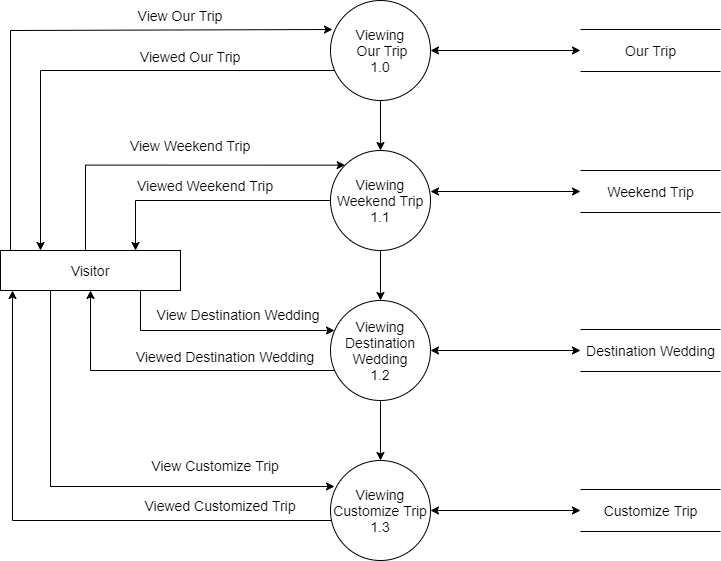 View Our Trip
Viewing
Our Trip
1.0
Our Trip
Viewed Our Trip
View Weekend Trip
Viewing
Weekend Trip
1.1
Weekend Trip
Viewed Weekend Trip
Visitor
View Destination Wedding
Viewing
Destination
Wedding
1.2
Destination Wedding
Viewed Destination Wedding
View Customize Trip
Viewing
Customize Trip
1.3
Customize Trip
Viewed Customized Trip